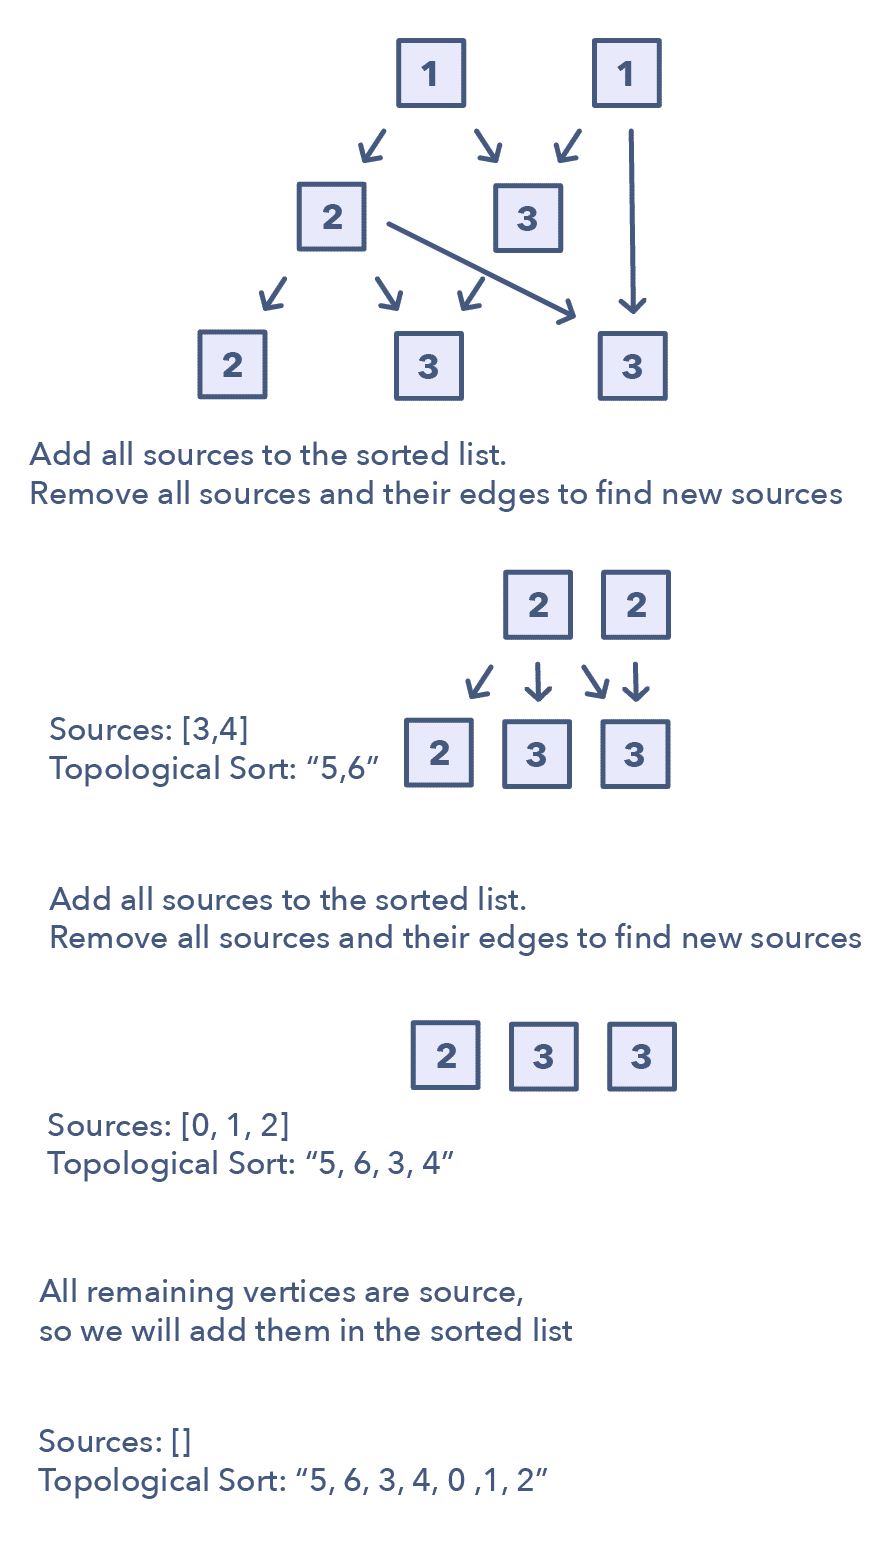 1 1
2 3
2 3 3
Add all sources to the sorted list.
Remove all sources and their edges to find new sources
2 2
2 3 3
Sources: [3,4]
Topological Sort: “5,6”
Add all sources to the sorted list.
Remove all sources and their edges to find new sources
2 3 3
Sources: [0, 1, 2]
Topological Sort: “5, 6, 3, 4”
All remaining vertices are source,
so we will add them in the sorted list
Sources: []
Topological Sort: “5, 6, 3, 4, 0 ,1, 2”